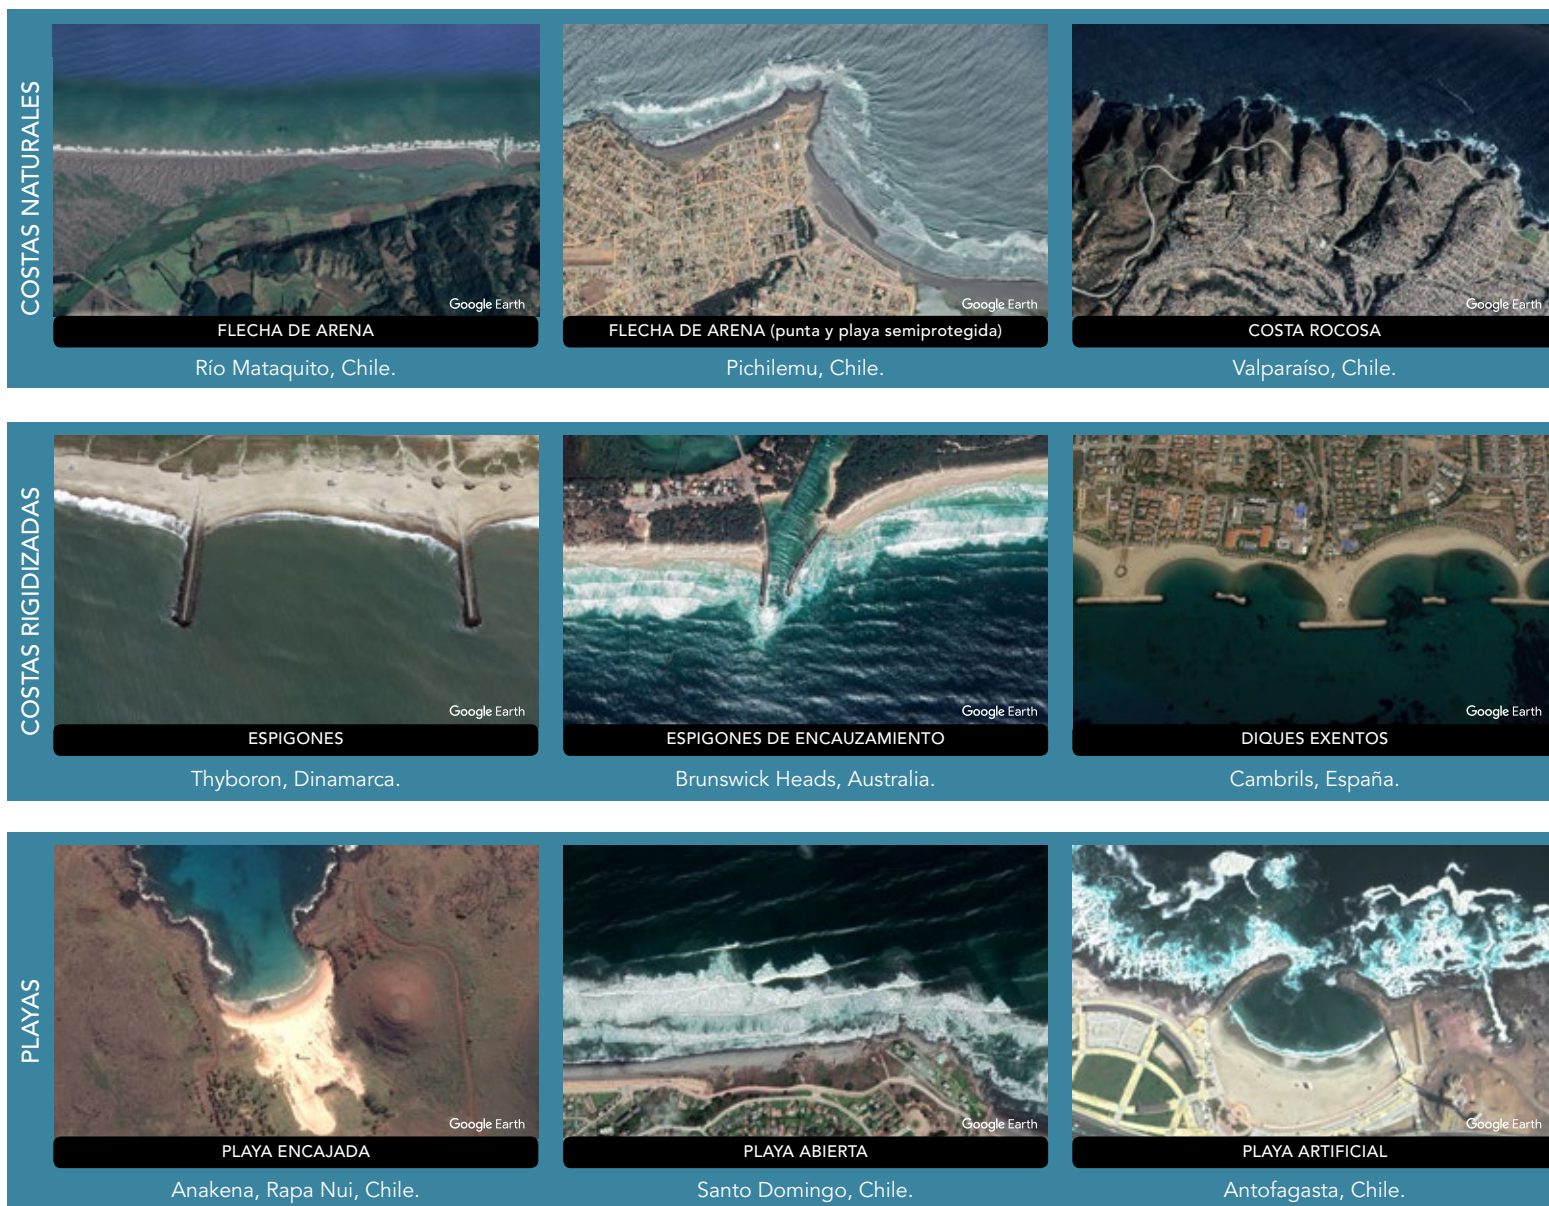 COSTAS NATURALES
Google Earth
Google Earth
Google Earth
FLECHA DE ARENA
FLECHA DE ARENA (punta y playa semiprotegida)
COSTA ROCOSA
Río Mataquito, Chile.
Pichilemu, Chile.
Valparaíso, Chile.
COSTAS RIGIDIZADAS
Google Earth
Google Earth
Google Earth
ESPIGONES
ESPIGONES DE ENCAUZAMIENTO
DIQUES EXENTOS
Thyboron, Dinamarca.
Brunswick Heads, Australia.
Cambrils, España.
PLAYAS
Google Earth
Google Earth
Google Earth
PLAYA ENCAJADA
PLAYA ABIERTA
PLAYA ARTIFICIAL
Anakena, Rapa Nui, Chile.
Santo Domingo, Chile.
Antofagasta, Chile.